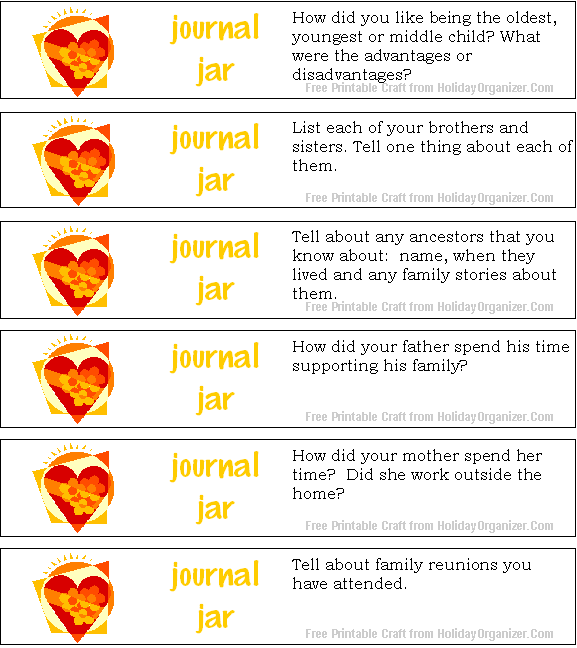 journal
jar
How did you like being the oldest,
youngest or middle child? What
were the advantages or
disadvantages?
Free Printable Craft from HolidayOrganizer.Com
journal
jar
List each of your brothers and
sisters. Tell one thing about each of
them.
Free Printable Craft from HolidayOrganizer.Com
journal
jar
Tell about any ancestors that you
know about:  name, when they
lived and any family stories about
them.
Free Printable Craft from HolidayOrganizer.Com
journal
jar
How did your father spend his time
supporting his family?
Free Printable Craft from HolidayOrganizer.Com
journal
jar
How did your mother spend her
time?  Did she work outside the
home?
Free Printable Craft from HolidayOrganizer.Com
journal
jar
Tell about family reunions you
have attended.
Free Printable Craft from HolidayOrganizer.Com